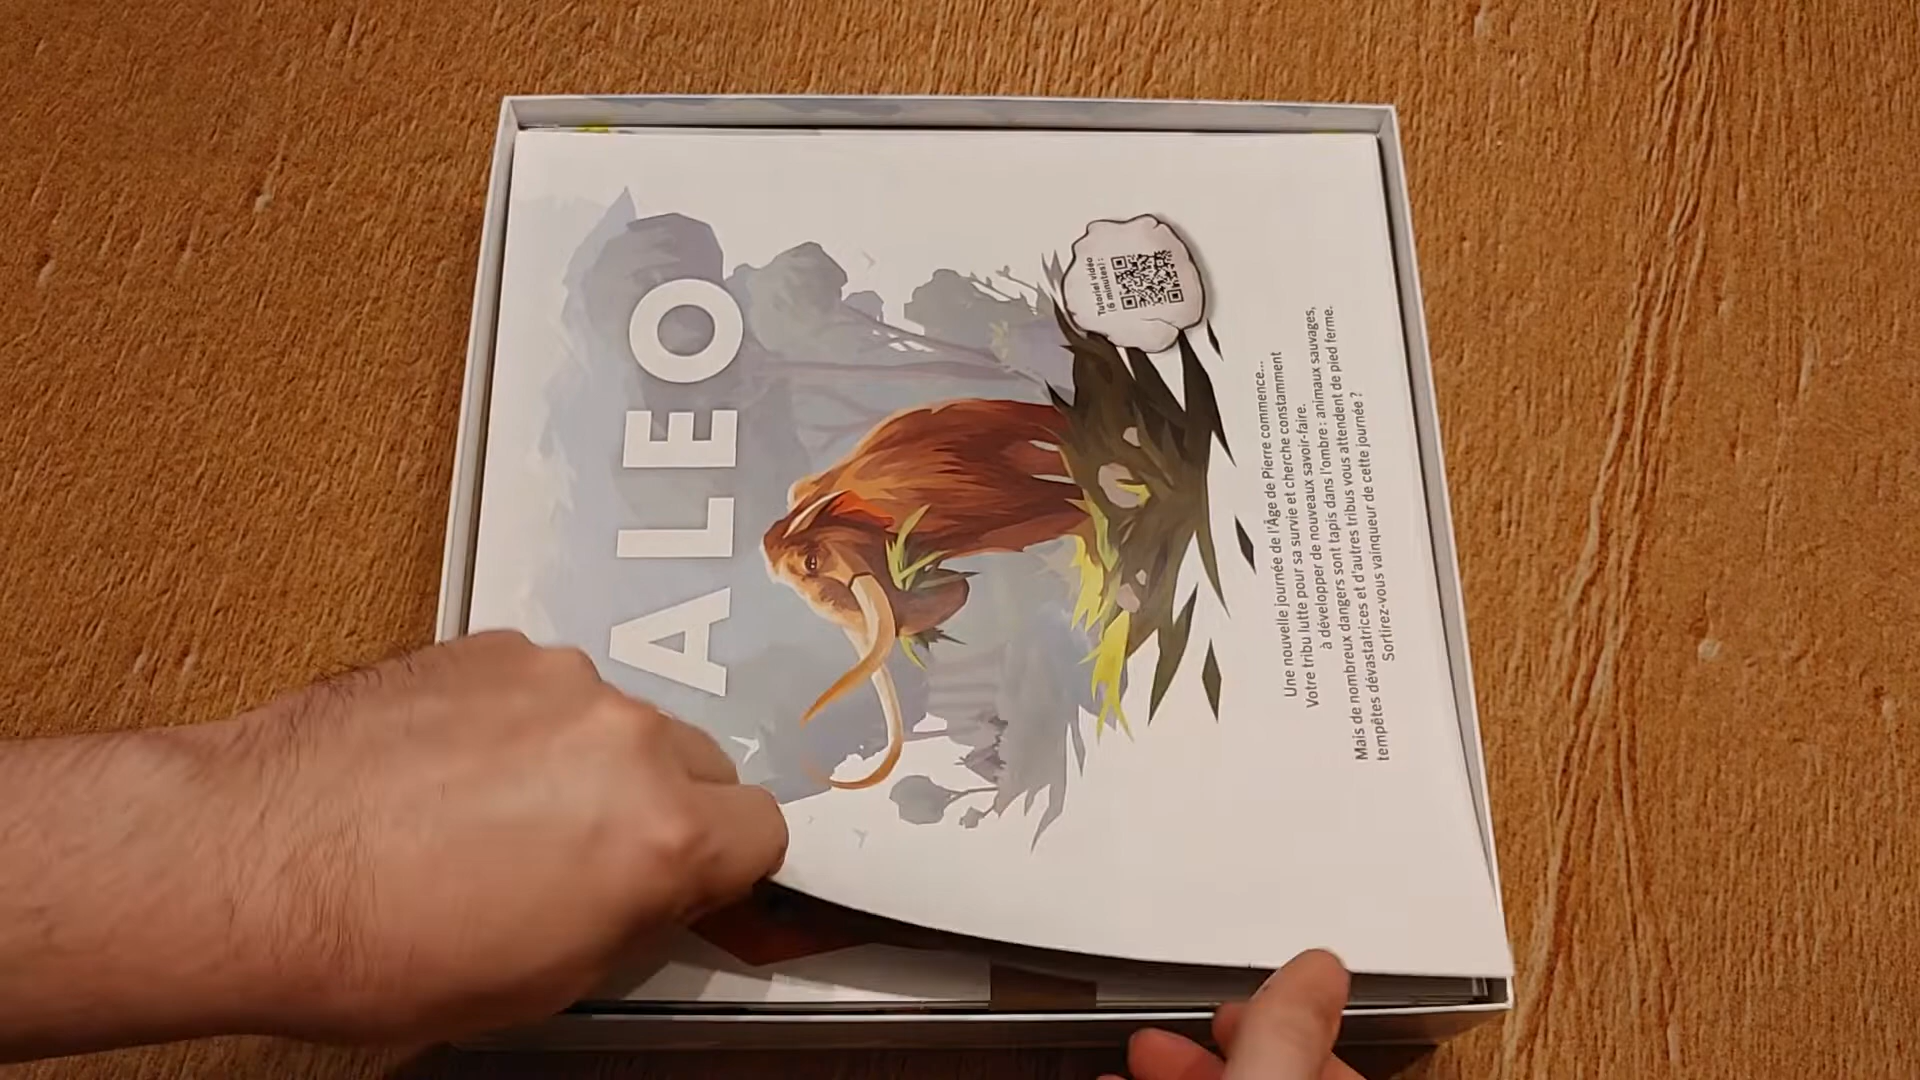 ALEO
Tutoriel vidéo
(6 minutes) :
Une nouvelle journée de l'Âge de Pierre commence...
Votre tribu lutte pour sa survie et cherche constamment
à développer de nouveaux savoir-faire.
Mais de nombreux dangers sont tapis dans l'ombre : animaux sauvages,
tempêtes dévastatrices et d'autres tribus vous attendent de pied ferme.
Sortirez-vous vainqueur de cette journée ?